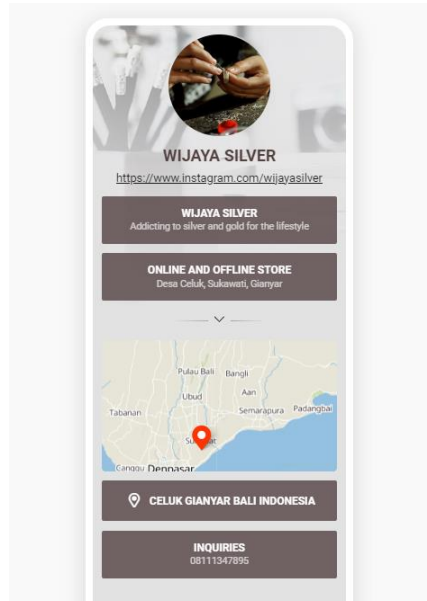 WIJAYA SILVER
https://www.instagram.com/wijayasilver
WIJAYA SILVER
Addicting to silver and gold for the lifestyle
ONLINE AND OFFLINE STORE
Desa Celuk, Sukawati, Gianyar
Pulau Bali
Bangli
Ubud
Aan
Tabanan
Semarapura
Padangbai
Canggu
Denpasar
CELUK GIANYAR BALI INDONESIA
INQUIRIES
08111347895